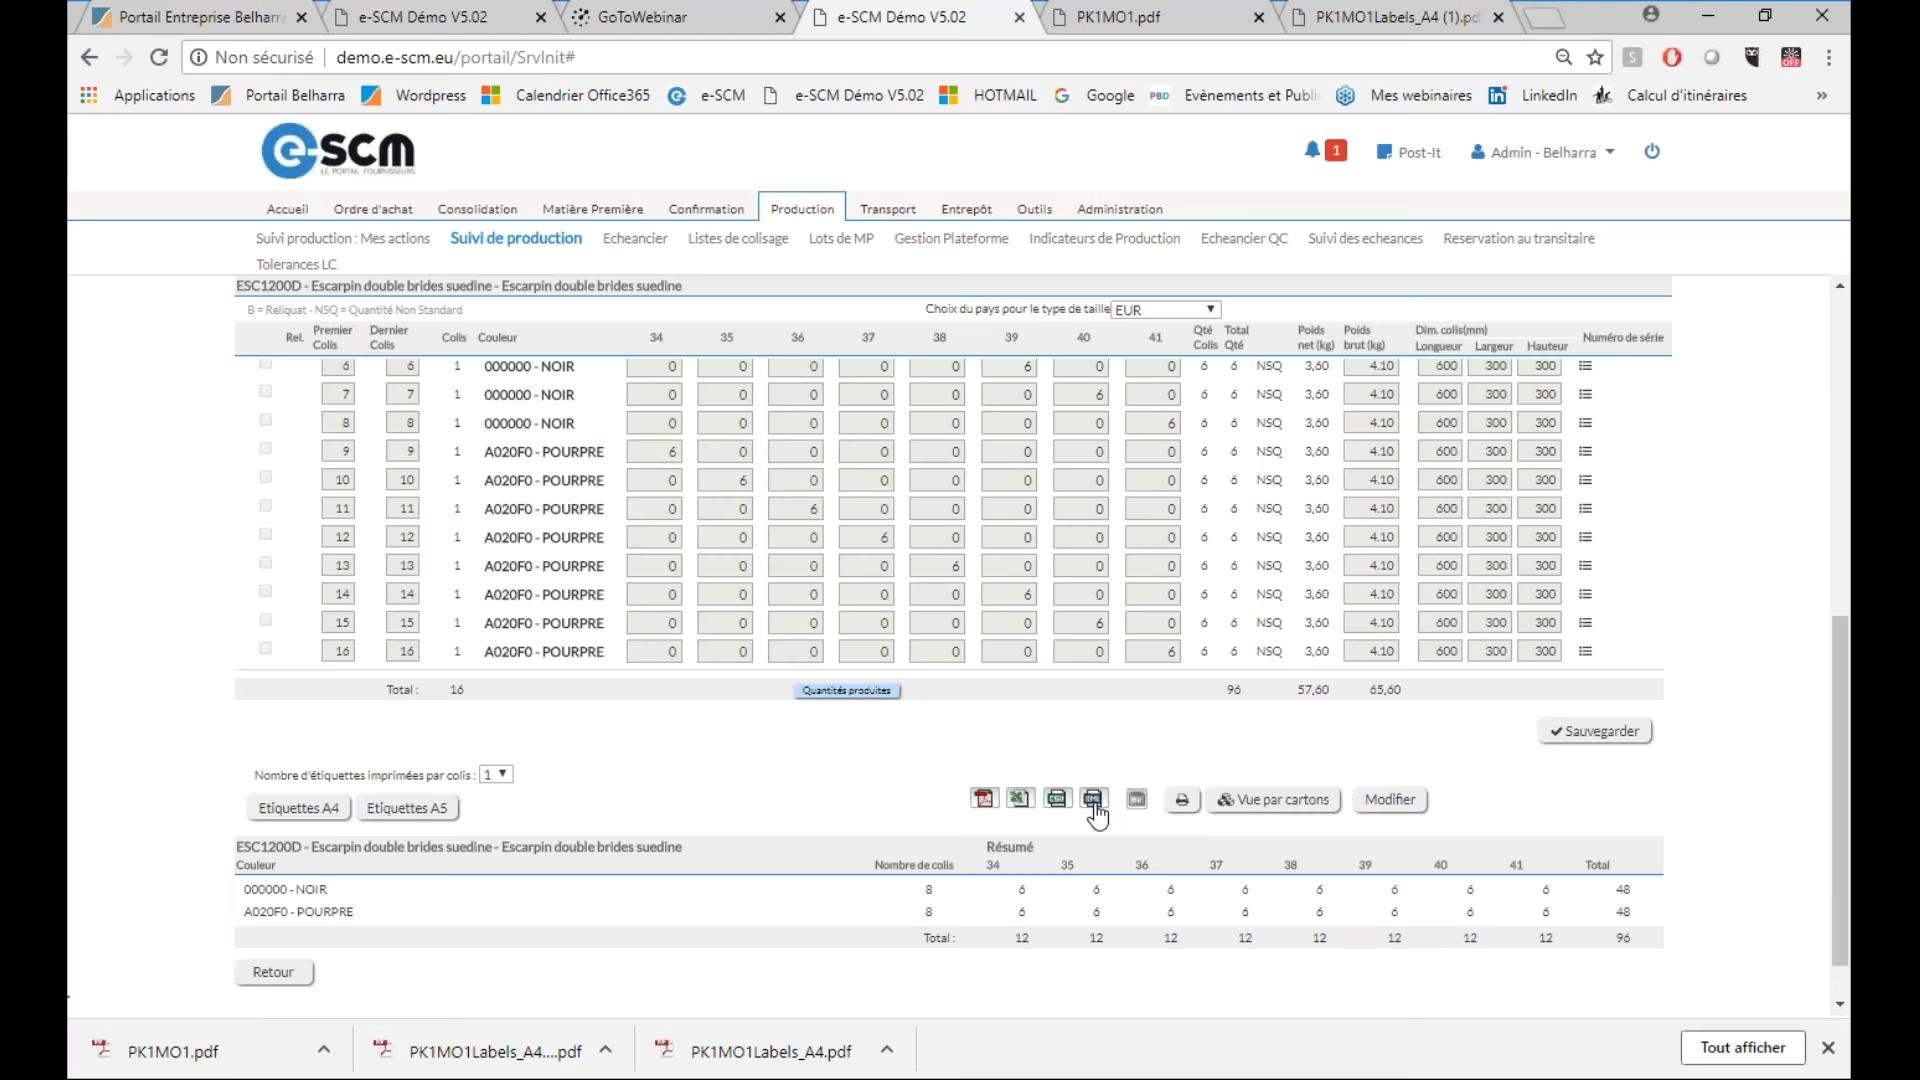 Portail Entreprise Belharra
e-SCM Démo V5.02
GoToWebinar
e-SCM Démo V5.02
PK1MO1.pdf
PK1MO1Labels_A4 (1).pd
Non sécurisé
demo.e-scm.eu/portail/SrvInit#
S
OFF
Applications
Portail Belharra
Wordpress
Calendrier Office365
e-SCM
e-SCM Démo V5.02
HOTMAIL
Google
PBD
Evènements et Publi
Mes webinaires
LinkedIn
Calcul d'itinéraires
»
e-scm
LE PORTAIL FOURNISSEURS
1
Post-It
Admin - Belharra
Accueil Ordre d'achat Consolidation Matière Première Confirmation Production Transport Entrepôt Outils Administration
Suivi production : Mes actions Suivi de production Echeancier Listes de colisage Lots de MP Gestion Plateforme Indicateurs de Production Echeancier QC Suivi des echeances Reservation au transitaire
Tolerances LC
ESC1200D - Escarpin double brides suedine - Escarpin double brides suedine
B = Reliquat - NSQ = Quantité Non Standard Choix du pays pour le type de taille EUR
Rel. Premier Colis Dernier Colis Colis Couleur 34 35 36 37 38 39 40 41 Qté Colis Total Qté Poids net (kg) Poids brut (kg) Dim. colis(mm) Longueur Largeur Hauteur Numéro de série
6 6 1 000000 - NOIR 0 0 0 0 0 6 0 0 6 6 NSQ 3,60 4.10 600 300 300
7 7 1 000000 - NOIR 0 0 0 0 0 0 6 0 6 6 NSQ 3,60 4.10 600 300 300
8 8 1 000000 - NOIR 0 0 0 0 0 0 0 6 6 6 NSQ 3,60 4.10 600 300 300
9 9 1 A020F0 - POURPRE 6 0 0 0 0 0 0 0 6 6 NSQ 3,60 4.10 600 300 300
10 10 1 A020F0 - POURPRE 0 6 0 0 0 0 0 0 6 6 NSQ 3,60 4.10 600 300 300
11 11 1 A020F0 - POURPRE 0 0 6 0 0 0 0 0 6 6 NSQ 3,60 4.10 600 300 300
12 12 1 A020F0 - POURPRE 0 0 0 6 0 0 0 0 6 6 NSQ 3,60 4.10 600 300 300
13 13 1 A020F0 - POURPRE 0 0 0 0 6 0 0 0 6 6 NSQ 3,60 4.10 600 300 300
14 14 1 A020F0 - POURPRE 0 0 0 0 0 6 0 0 6 6 NSQ 3,60 4.10 600 300 300
15 15 1 A020F0 - POURPRE 0 0 0 0 0 0 6 0 6 6 NSQ 3,60 4.10 600 300 300
16 16 1 A020F0 - POURPRE 0 0 0 0 0 0 0 6 6 6 NSQ 3,60 4.10 600 300 300
Total : 16 Quantités produites 96 57,60 65,60
Sauvegarder
Nombre d'étiquettes imprimées par colis : 1
Etiquettes A4 Etiquettes A5 Vue par cartons Modifier
ESC1200D - Escarpin double brides suedine - Escarpin double brides suedine Résumé
Couleur Nombre de colis 34 35 36 37 38 39 40 41 Total
000000 - NOIR 8 6 6 6 6 6 6 6 6 48
A020F0 - POURPRE 8 6 6 6 6 6 6 6 6 48
Total : 12 12 12 12 12 12 12 12 96
Retour
PK1MO1.pdf
PK1MO1Labels_A4....pdf
PK1MO1Labels_A4.pdf
Tout afficher